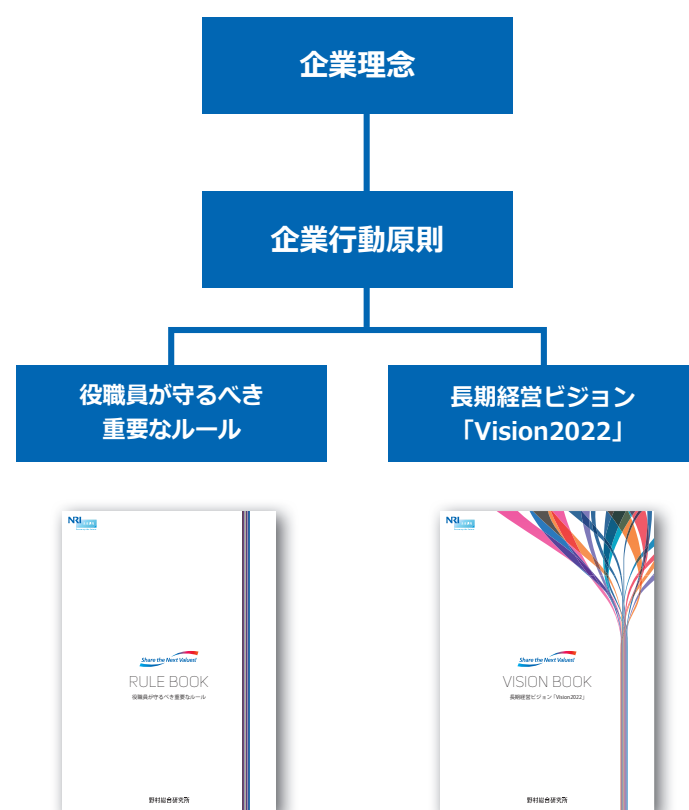 企業理念
企業行動原則
役職員が守るべき
重要なルール
長期経営ビジョン
「Vision2022」
NRI
Share the Next Values!
RULE BOOK
役職員が守るべき重要なルール
野村総合研究所
NRI
Share the Next Values!
VISION BOOK
長期経営ビジョン「Vision2022」
野村総合研究所